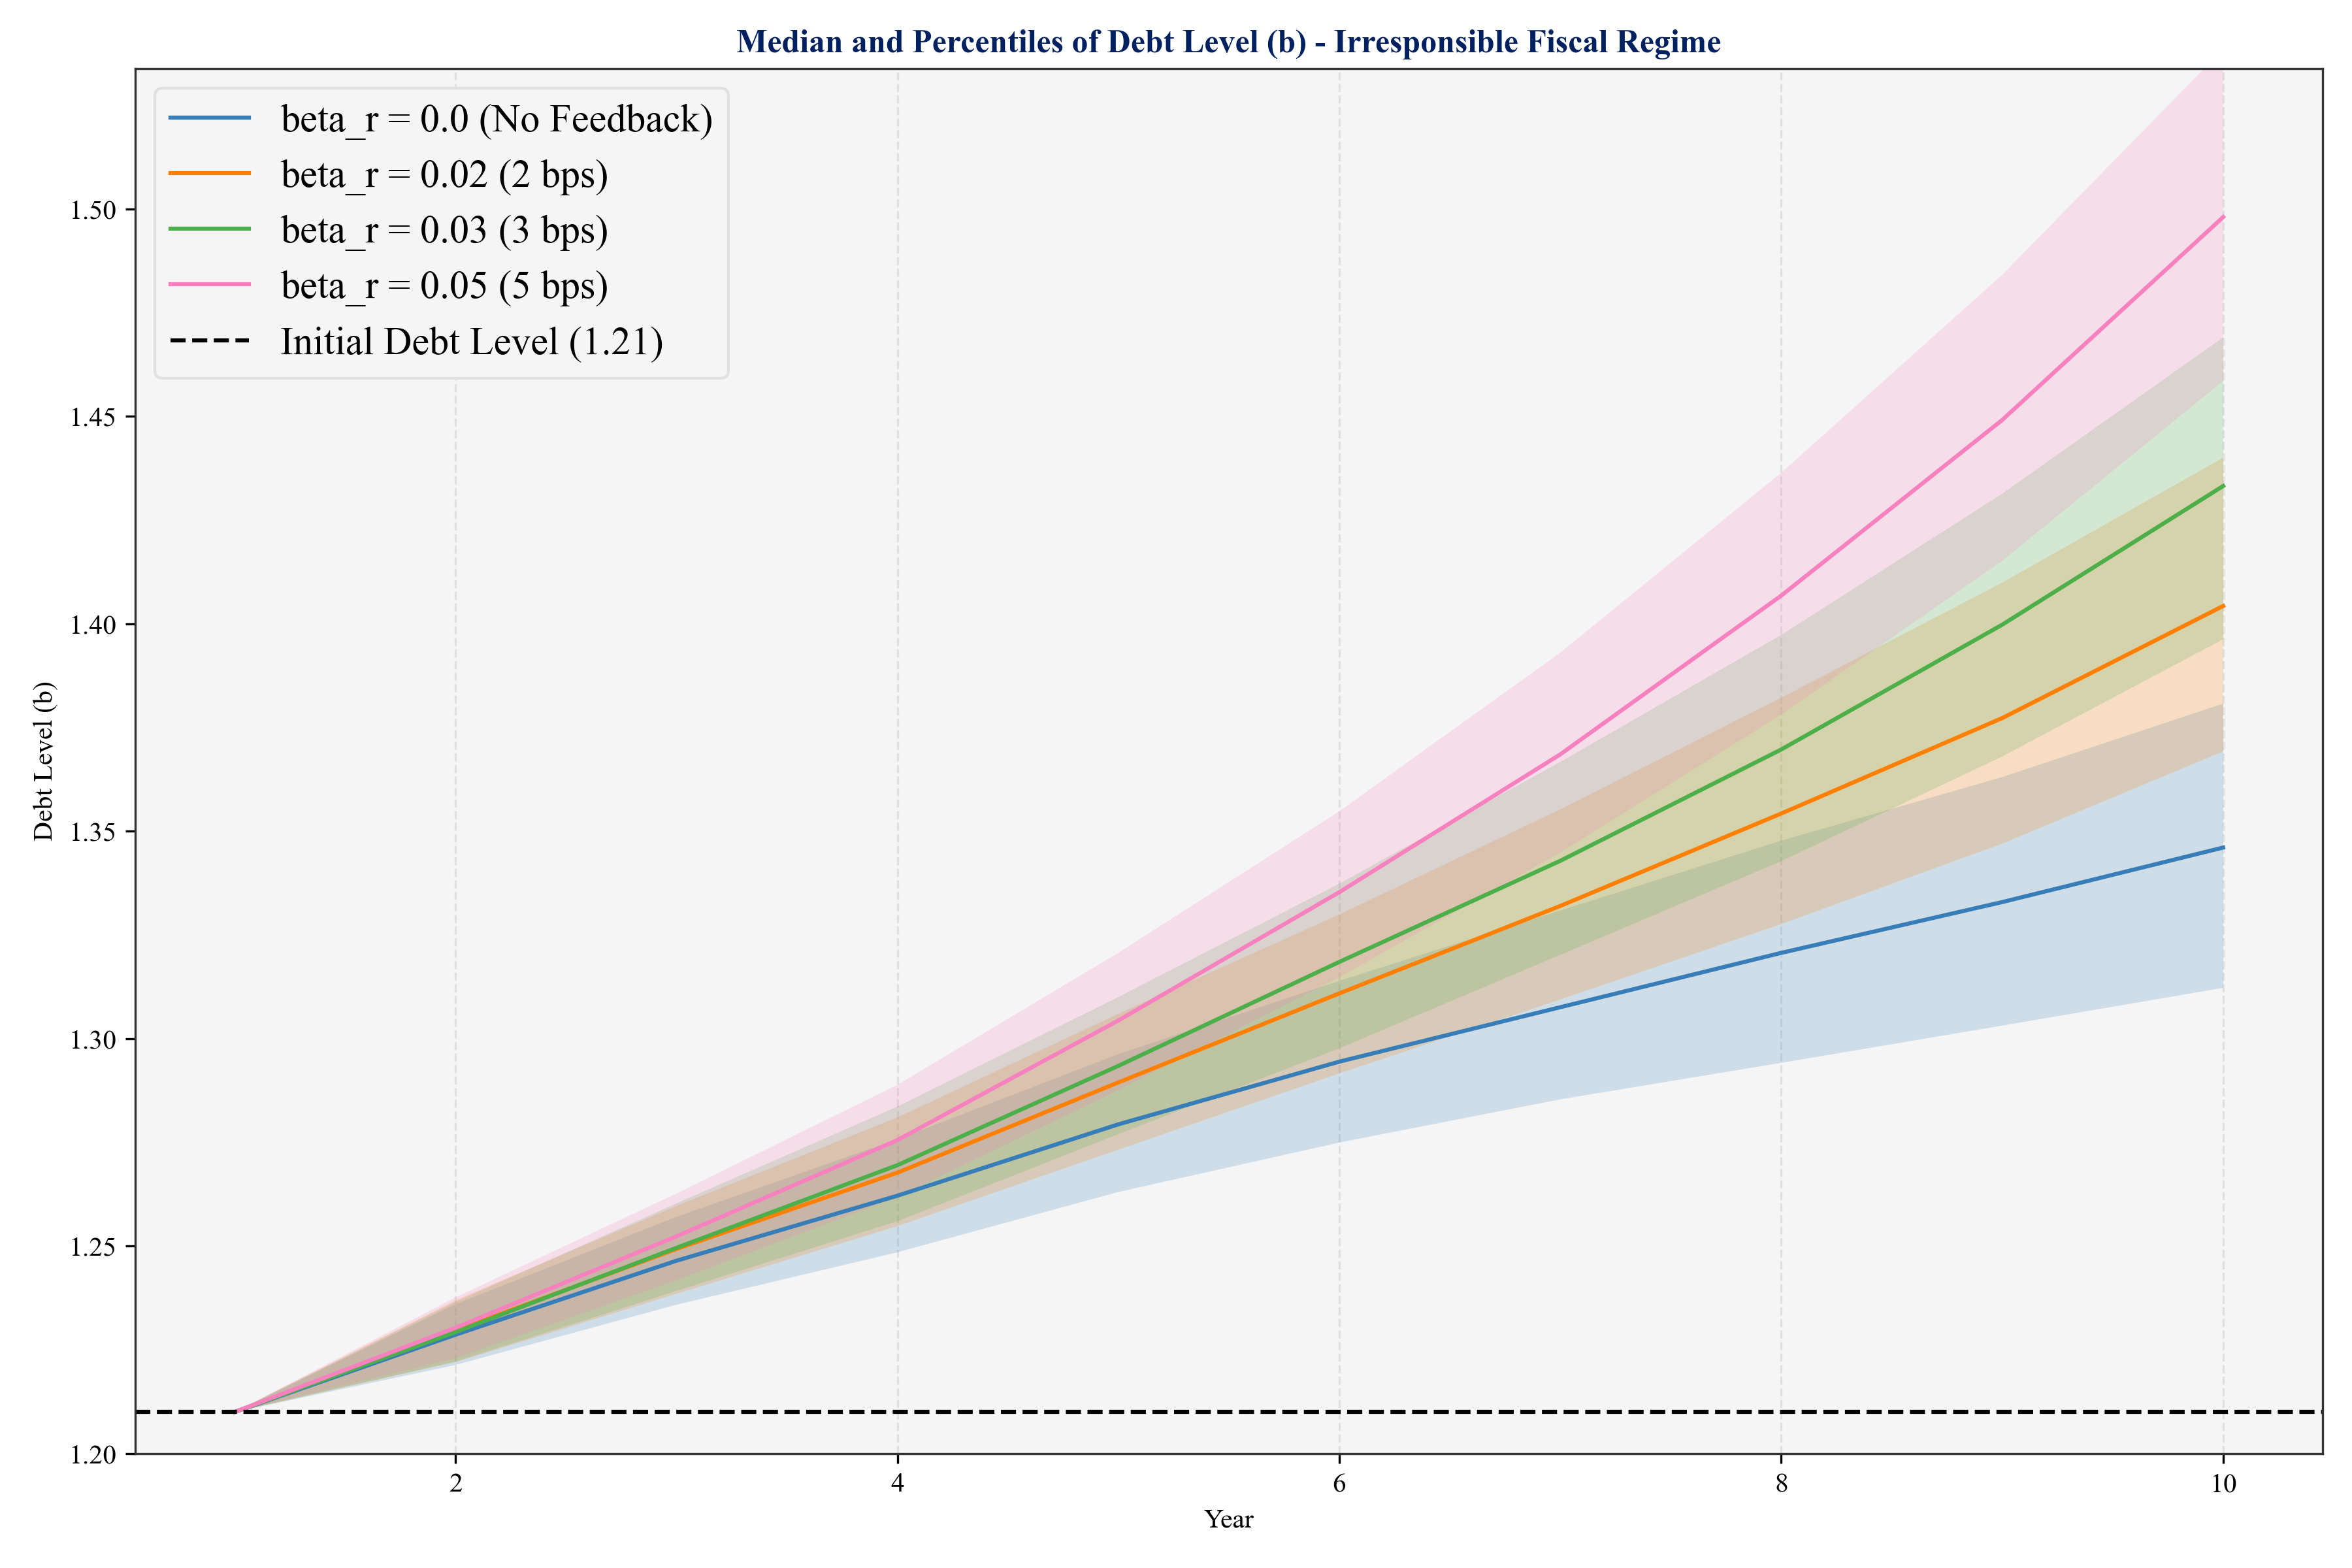 Median and Percentiles of Debt Level (b) - Irresponsible Fiscal Regime
beta_r = 0.0 (No Feedback)
beta_r = 0.02 (2 bps)
beta_r = 0.03 (3 bps)
beta_r = 0.05 (5 bps)
Initial Debt Level (1.21)
1.50
1.45
1.40
1.35
1.30
1.25
1.20
Debt Level (b)
2
4
6
8
10
Year